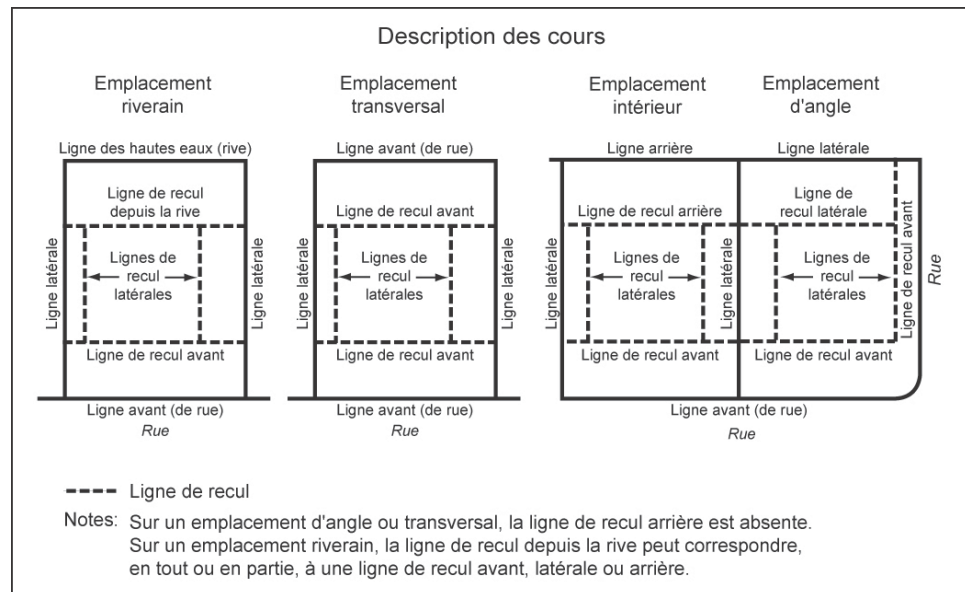 Description des cours
Emplacement
riverain
Ligne des hautes eaux (rive)
Ligne de recul
depuis la rive
Ligne latérale
Lignes de
recul
latérales
Ligne latérale
Ligne de recul avant
Ligne avant (de rue)
Rue
Emplacement
transversal
Ligne avant (de rue)
Ligne de recul avant
Ligne latérale
Lignes de
recul
latérales
Ligne latérale
Ligne de recul avant
Ligne avant (de rue)
Rue
Emplacement
intérieur
Ligne arrière
Ligne de recul arrière
Ligne latérale
Lignes de
recul
latérales
Ligne latérale
Ligne de recul avant
Emplacement
d'angle
Ligne latérale
Ligne de
recul latérale
Lignes de
recul
latérales
Ligne de recul avant
Rue
Ligne de recul avant
Ligne avant (de rue)
Rue
Ligne de recul
Notes: Sur un emplacement d'angle ou transversal, la ligne de recul arrière est absente.
Sur un emplacement riverain, la ligne de recul depuis la rive peut correspondre,
en tout ou en partie, à une ligne de recul avant, latérale ou arrière.